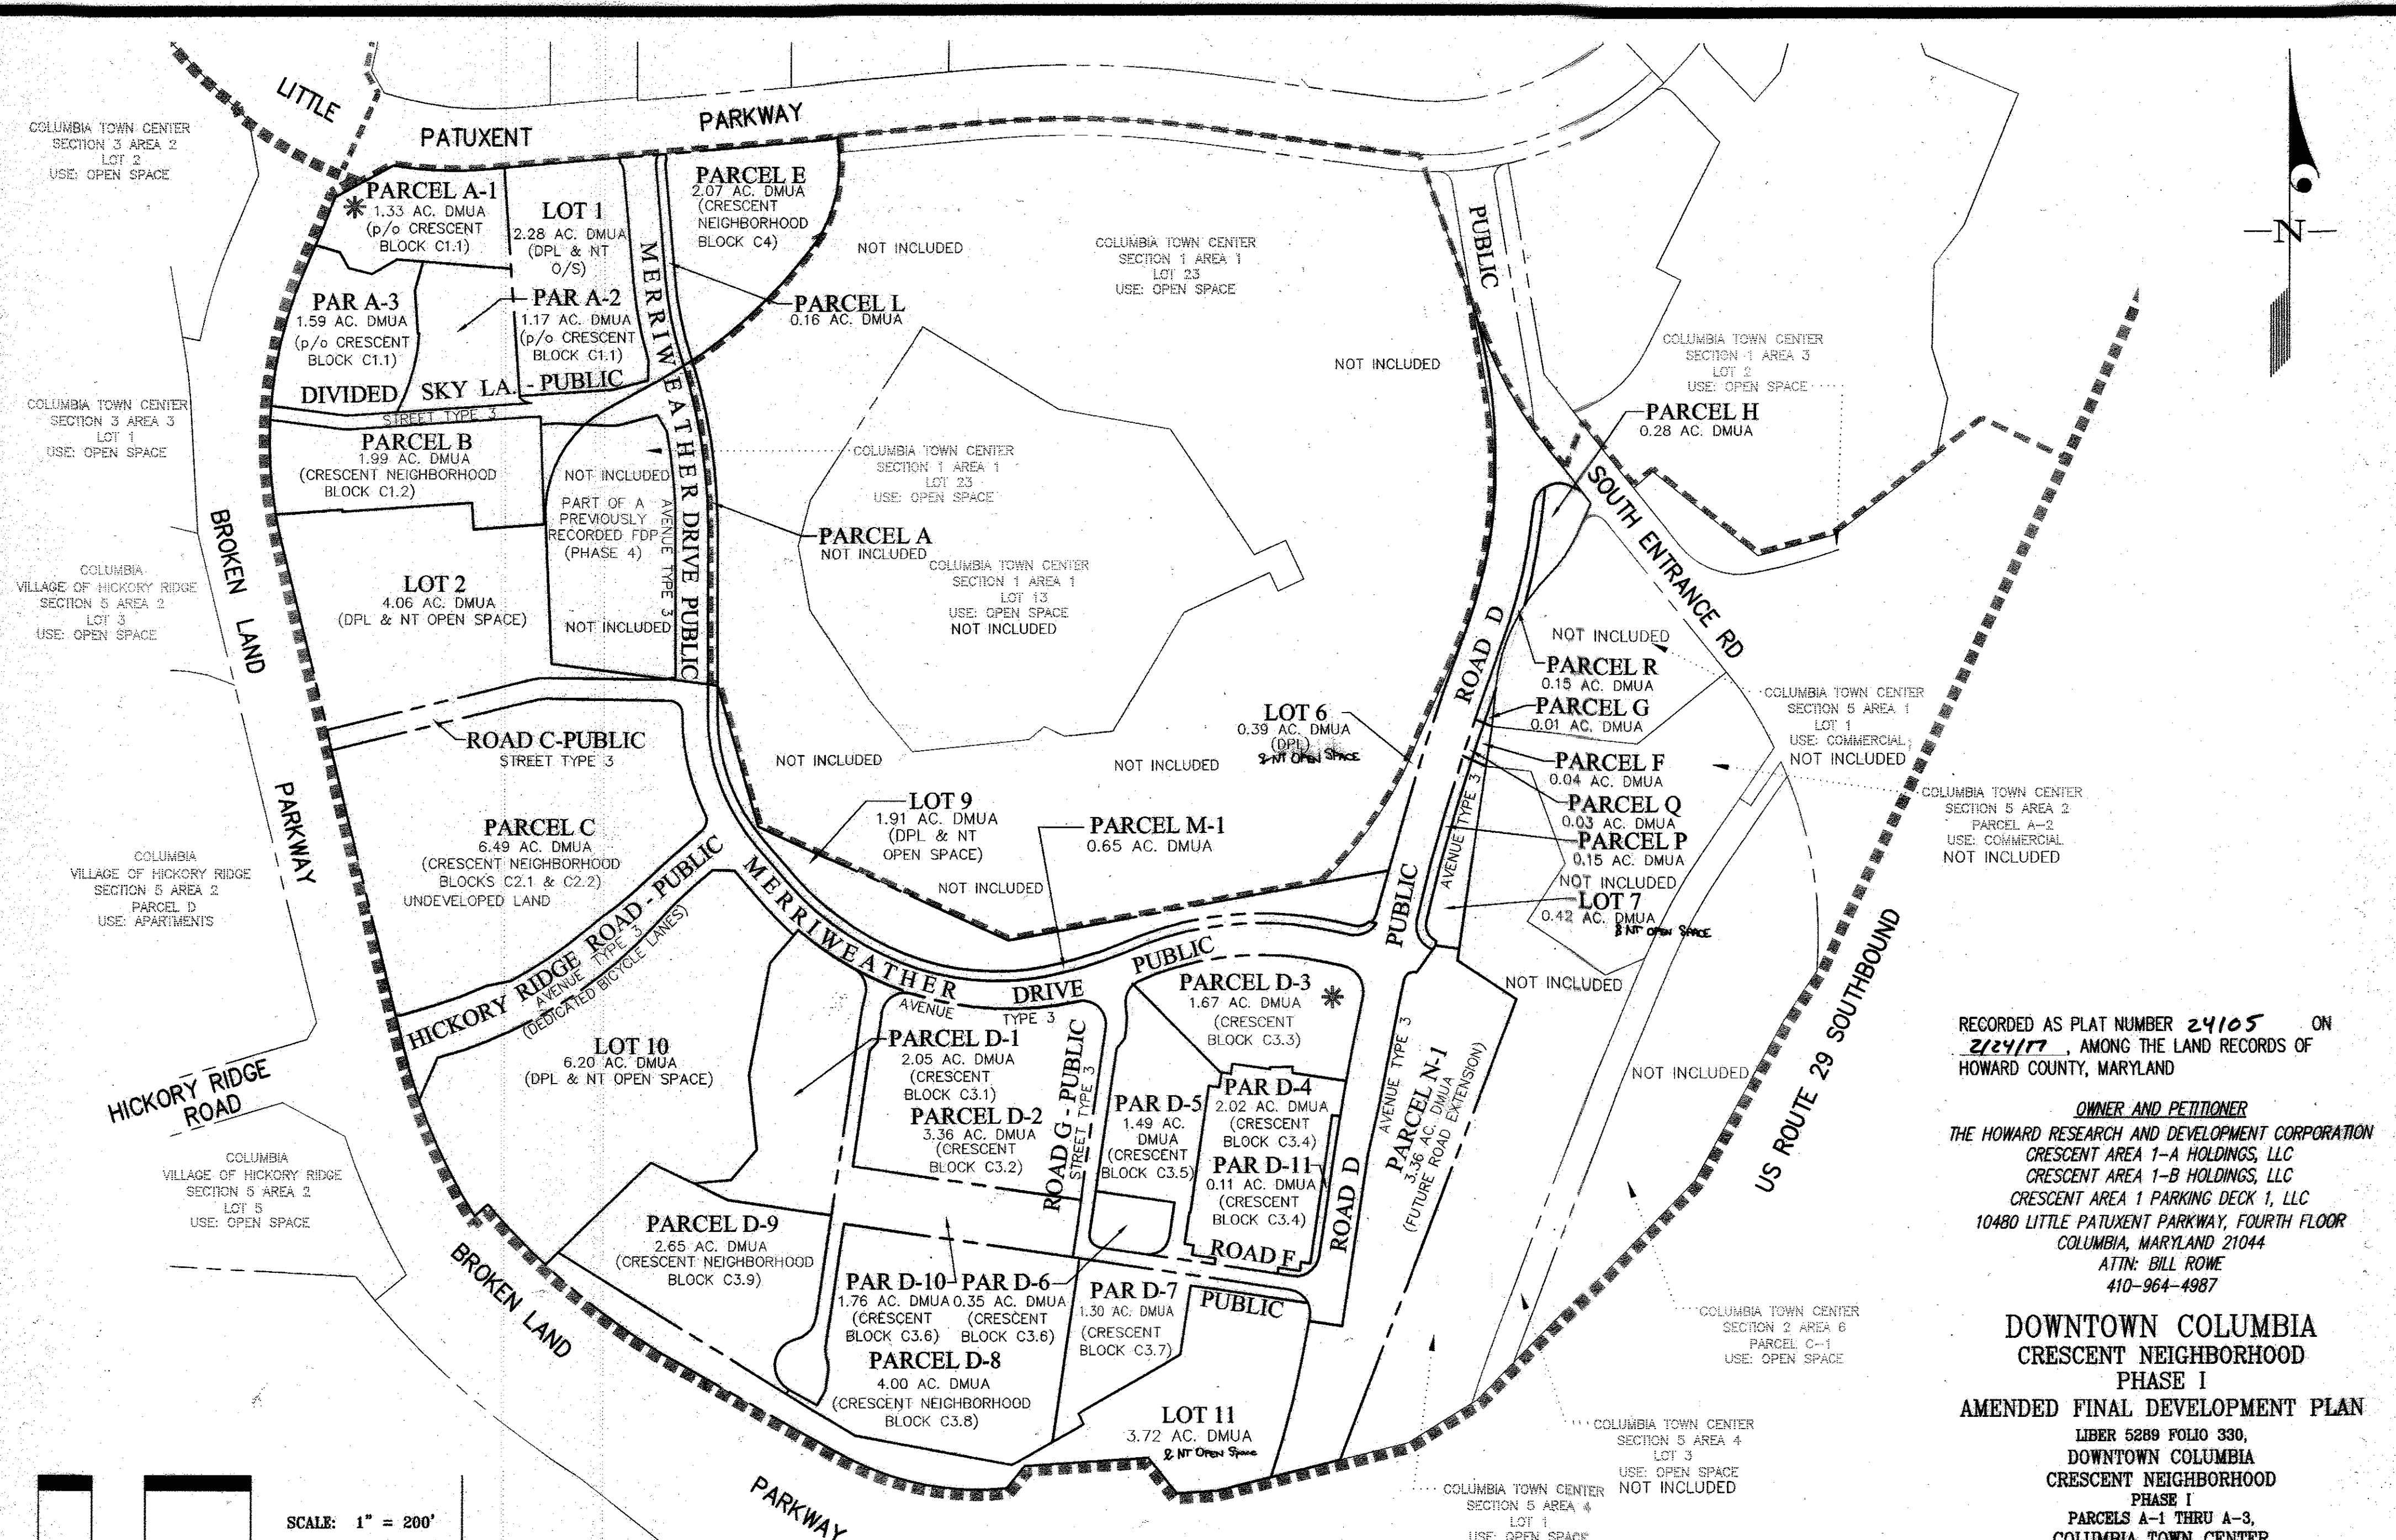 LITTLE
PATUXENT
PARKWAY
COLUMBIA TOWN CENTER
SECTION 3 AREA 2
LOT 2
USE: OPEN SPACE
PARCEL A-1
1.33 AC. DMUA
(p/o CRESCENT
BLOCK C1.1)
LOT 1
2.28 AC. DMUA
(DPL & NT
O/S)
PARCEL E
2.07 AC. DMUA
(CRESCENT
NEIGHBORHOOD
BLOCK C4)
NOT INCLUDED
COLUMBIA TOWN CENTER
SECTION 1 AREA 1
LOT 23
USE: OPEN SPACE
PUBLIC
N
PAR A-3
1.59 AC. DMUA
(p/o CRESCENT
BLOCK C1.1)
PAR A-2
1.17 AC. DMUA
(p/o CRESCENT
BLOCK C1.1)
PARCEL L
0.16 AC. DMUA
NOT INCLUDED
COLUMBIA TOWN CENTER
SECTION 1 AREA 3
LOT 2
USE: OPEN SPACE
DIVIDED SKY LA. - PUBLIC
STREET TYPE 3
MERRIWEATHER DRIVE PUBLIC
AVENUE TYPE 3
COLUMBIA TOWN CENTER
SECTION 3 AREA 3
LOT 1
USE: OPEN SPACE
PARCEL B
1.99 AC. DMUA
(CRESCENT NEIGHBORHOOD
BLOCK C1.2)
NOT INCLUDED
PART OF A
PREVIOUSLY
RECORDED FDP
(PHASE 4)
NOT INCLUDED
COLUMBIA TOWN CENTER
SECTION 1 AREA 1
LOT 23
USE: OPEN SPACE
PARCEL A
NOT INCLUDED
COLUMBIA TOWN CENTER
SECTION 1 AREA 1
LOT 13
USE: OPEN SPACE
NOT INCLUDED
PARCEL H
0.28 AC. DMUA
SOUTH ENTRANCE RD
BROKEN LAND
PARKWAY
COLUMBIA
VILLAGE OF HICKORY RIDGE
SECTION 5 AREA 2
LOT 3
USE: OPEN SPACE
LOT 2
4.06 AC. DMUA
(DPL & NT OPEN SPACE)
ROAD D
NOT INCLUDED
PARCEL R
0.15 AC. DMUA
PARCEL G
0.01 AC. DMUA
PARCEL F
0.04 AC. DMUA
PARCEL Q
0.03 AC. DMUA
PARCEL P
0.15 AC. DMUA
NOT INCLUDED
LOT 7
0.42 AC. DMUA
& NT OPEN SPACE
COLUMBIA TOWN CENTER
SECTION 5 AREA 1
LOT 1
USE: COMMERCIAL
NOT INCLUDED
COLUMBIA TOWN CENTER
SECTION 5 AREA 2
PARCEL A-2
USE: COMMERCIAL
NOT INCLUDED
LOT 6
0.39 AC. DMUA
(DPL)
& NT OPEN SPACE
AVENUE TYPE 3
PUBLIC
ROAD C-PUBLIC
STREET TYPE 3
NOT INCLUDED
NOT INCLUDED
LOT 9
1.91 AC. DMUA
(DPL & NT
OPEN SPACE)
PARCEL M-1
0.65 AC. DMUA
NOT INCLUDED
PARCEL C
6.49 AC. DMUA
(CRESCENT NEIGHBORHOOD
BLOCKS C2.1 & C2.2)
UNDEVELOPED LAND
COLUMBIA
VILLAGE OF HICKORY RIDGE
SECTION 5 AREA 2
PARCEL D
USE: APARTMENTS
HICKORY RIDGE ROAD-PUBLIC
AVENUE TYPE 3
(DEDICATED BICYCLE LANES)
MERRIWEATHER DRIVE PUBLIC
AVENUE TYPE 3
PARCEL D-3
1.67 AC. DMUA
(CRESCENT
BLOCK C3.3)
NOT INCLUDED
US ROUTE 29 SOUTHBOUND
LOT 10
6.20 AC. DMUA
(DPL & NT OPEN SPACE)
PARCEL D-1
2.05 AC. DMUA
(CRESCENT
BLOCK C3.1)
PARCEL D-2
3.36 AC. DMUA
(CRESCENT
BLOCK C3.2)
ROAD G - PUBLIC
STREET TYPE 3
PAR D-5
1.49 AC.
DMUA
(CRESCENT
BLOCK C3.5)
PAR D-4
2.02 AC. DMUA
(CRESCENT
BLOCK C3.4)
PAR D-11
0.11 AC. DMUA
(CRESCENT
BLOCK C3.4)
ROAD F
PUBLIC
ROAD D
AVENUE TYPE 3
PARCEL N-1
3.36 AC. DMUA
(FUTURE ROAD EXTENSION)
NOT INCLUDED
HICKORY RIDGE
ROAD
COLUMBIA
VILLAGE OF HICKORY RIDGE
SECTION 5 AREA 2
LOT 5
USE: OPEN SPACE
PARCEL D-9
2.65 AC. DMUA
(CRESCENT NEIGHBORHOOD
BLOCK C3.9)
PAR D-10
1.76 AC. DMUA
(CRESCENT
BLOCK C3.6)
PAR D-6
0.35 AC. DMUA
(CRESCENT
BLOCK C3.6)
PAR D-7
1.30 AC. DMUA
(CRESCENT
BLOCK C3.7)
PARCEL D-8
4.00 AC. DMUA
(CRESCENT NEIGHBORHOOD
BLOCK C3.8)
LOT 11
3.72 AC. DMUA
& NT OPEN Space
BROKEN LAND
PARKWAY
COLUMBIA TOWN CENTER
SECTION 2 AREA 6
PARCEL C-1
USE: OPEN SPACE
COLUMBIA TOWN CENTER
SECTION 5 AREA 4
LOT 3
USE: OPEN SPACE
NOT INCLUDED
COLUMBIA TOWN CENTER
SECTION 5 AREA 4
LOT 1
USE: OPEN SPACE
SCALE: 1" = 200'
RECORDED AS PLAT NUMBER 24105 ON
2/24/17, AMONG THE LAND RECORDS OF
HOWARD COUNTY, MARYLAND
OWNER AND PETITIONER
THE HOWARD RESEARCH AND DEVELOPMENT CORPORATION
CRESCENT AREA 1-A HOLDINGS, LLC
CRESCENT AREA 1-B HOLDINGS, LLC
CRESCENT AREA 1 PARKING DECK 1, LLC
10480 LITTLE PATUXENT PARKWAY, FOURTH FLOOR
COLUMBIA, MARYLAND 21044
ATTN: BILL ROWE
410-964-4987
DOWNTOWN COLUMBIA
CRESCENT NEIGHBORHOOD
PHASE I
AMENDED FINAL DEVELOPMENT PLAN
LIBER 5289 FOLIO 330,
DOWNTOWN COLUMBIA
CRESCENT NEIGHBORHOOD
PHASE I
PARCELS A-1 THRU A-3,
COLUMBIA TOWN CENTER